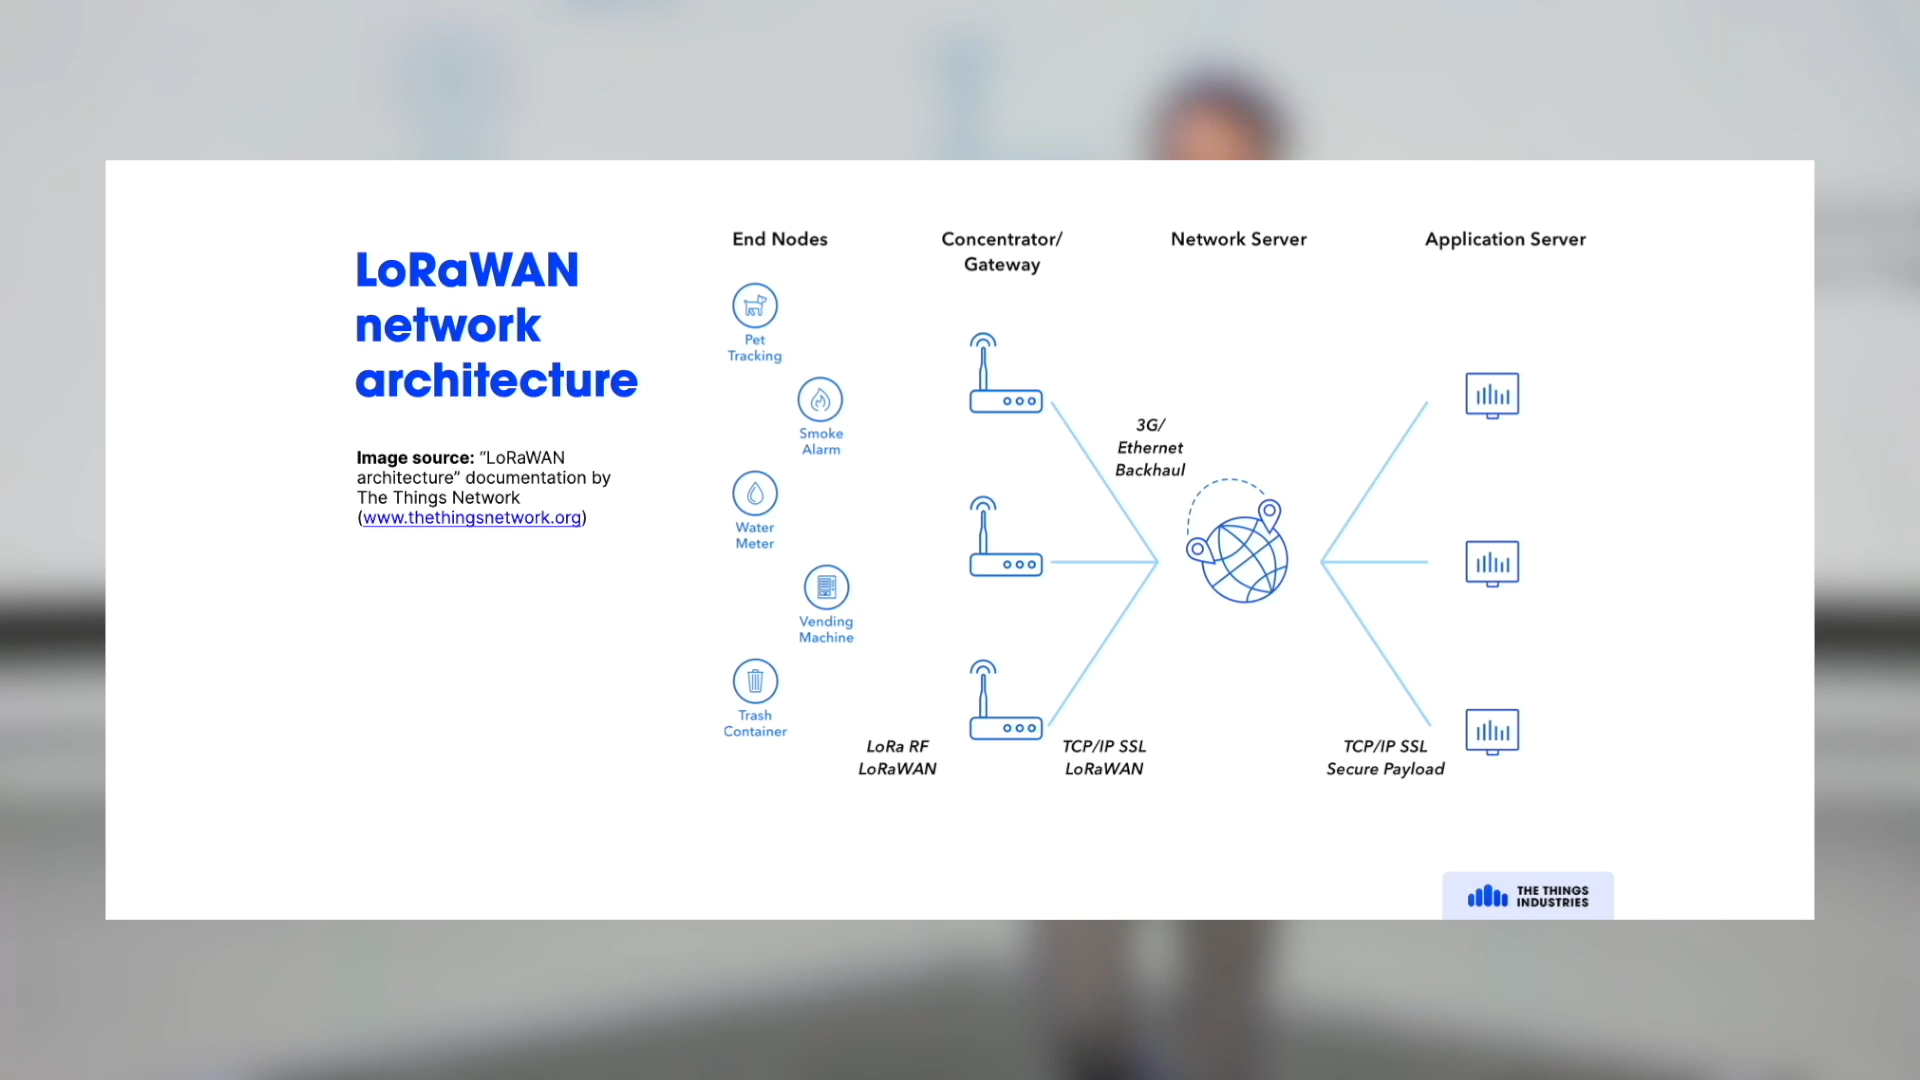 LoRaWAN
network
architecture
Image source: “LoRaWAN
architecture” documentation by
The Things Network
(www.thethingsnetwork.org)
End Nodes
Concentrator/
Gateway
Network Server
Application Server
Pet
Tracking
Smoke
Alarm
Water
Meter
Vending
Machine
Trash
Container
3G/
Ethernet
Backhaul
LoRa RF
LoRaWAN
TCP/IP SSL
LoRaWAN
TCP/IP SSL
Secure Payload
THE THINGS
INDUSTRIES